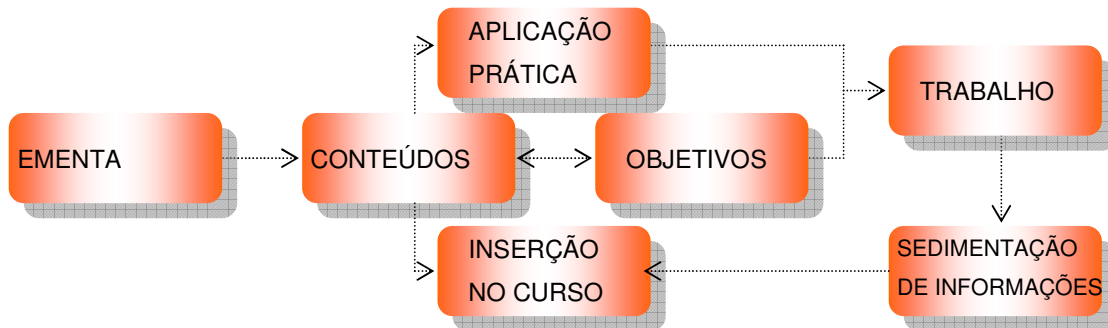 APLICAÇÃO
PRÁTICA
TRABALHO
EMENTA
CONTEÚDOS
OBJETIVOS
INSERÇÃO
NO CURSO
SEDIMENTAÇÃO
DE INFORMAÇÕES